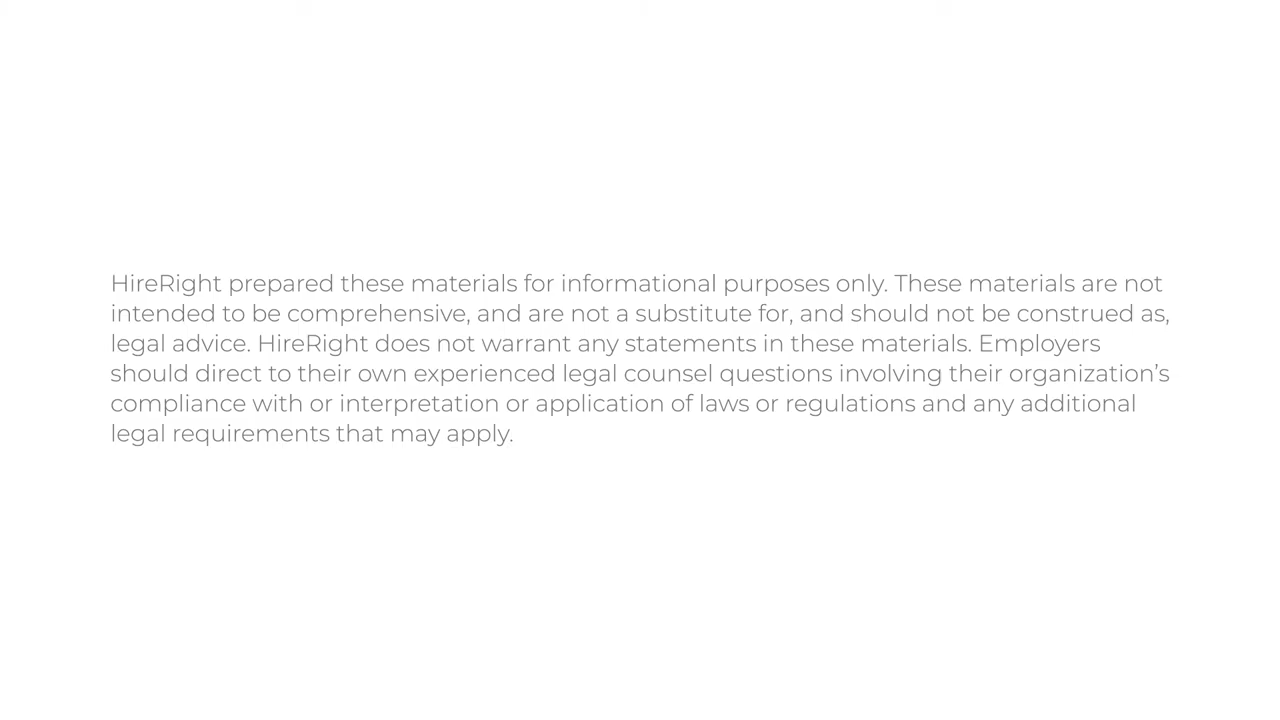 HireRight prepared these materials for informational purposes only. These materials are not
intended to be comprehensive, and are not a substitute for, and should not be construed as,
legal advice. HireRight does not warrant any statements in these materials. Employers
should direct to their own experienced legal counsel questions involving their organization’s
compliance with or interpretation or application of laws or regulations and any additional
legal requirements that may apply.